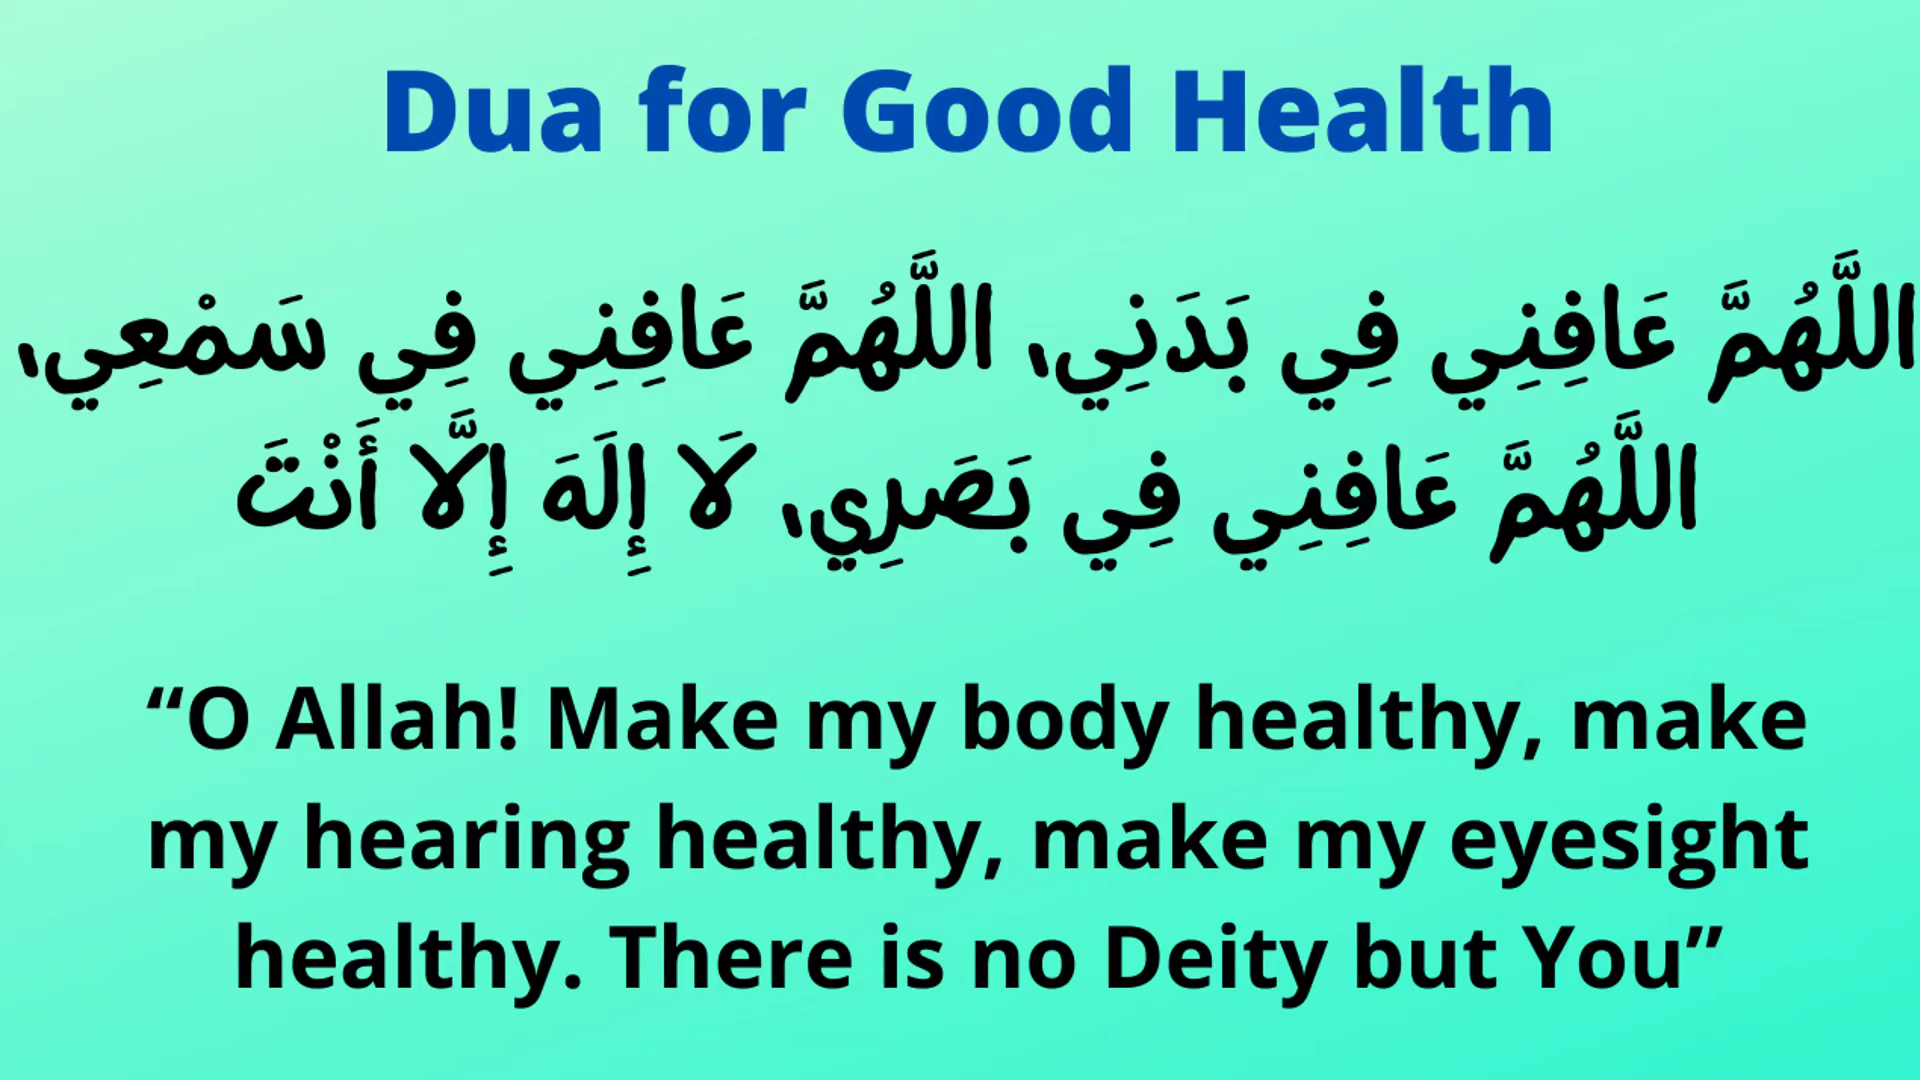 Dua for Good Health
اللَّهُمَّ عَافِنِي فِي بَدَنِي، اللَّهُمَّ عَافِنِي فِي سَمْعِي،
اللَّهُمَّ عَافِنِي فِي بَصَرِي، لَا إِلَهَ إِلَّا أَنْتَ
“O Allah! Make my body healthy, make
my hearing healthy, make my eyesight
healthy. There is no Deity but You”